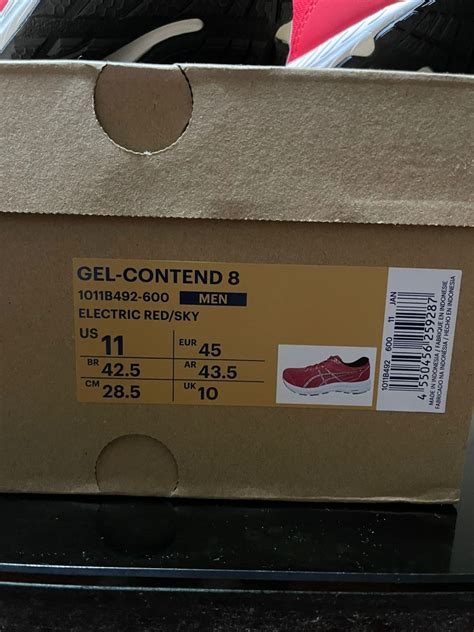 GEL-CONTEND 8
1011B492-600 MEN
ELECTRIC RED/SKY
US 11 EUR 45
BR 42.5 AR 43.5
CM 28.5 UK 10
1011B492 600 11 JAN
4 550456 259287
MADE IN INDONESIA / FABRIQUE EN INDONESIE
FABRICADO NA INDONÉSIA / HECHO EN INDONESIA